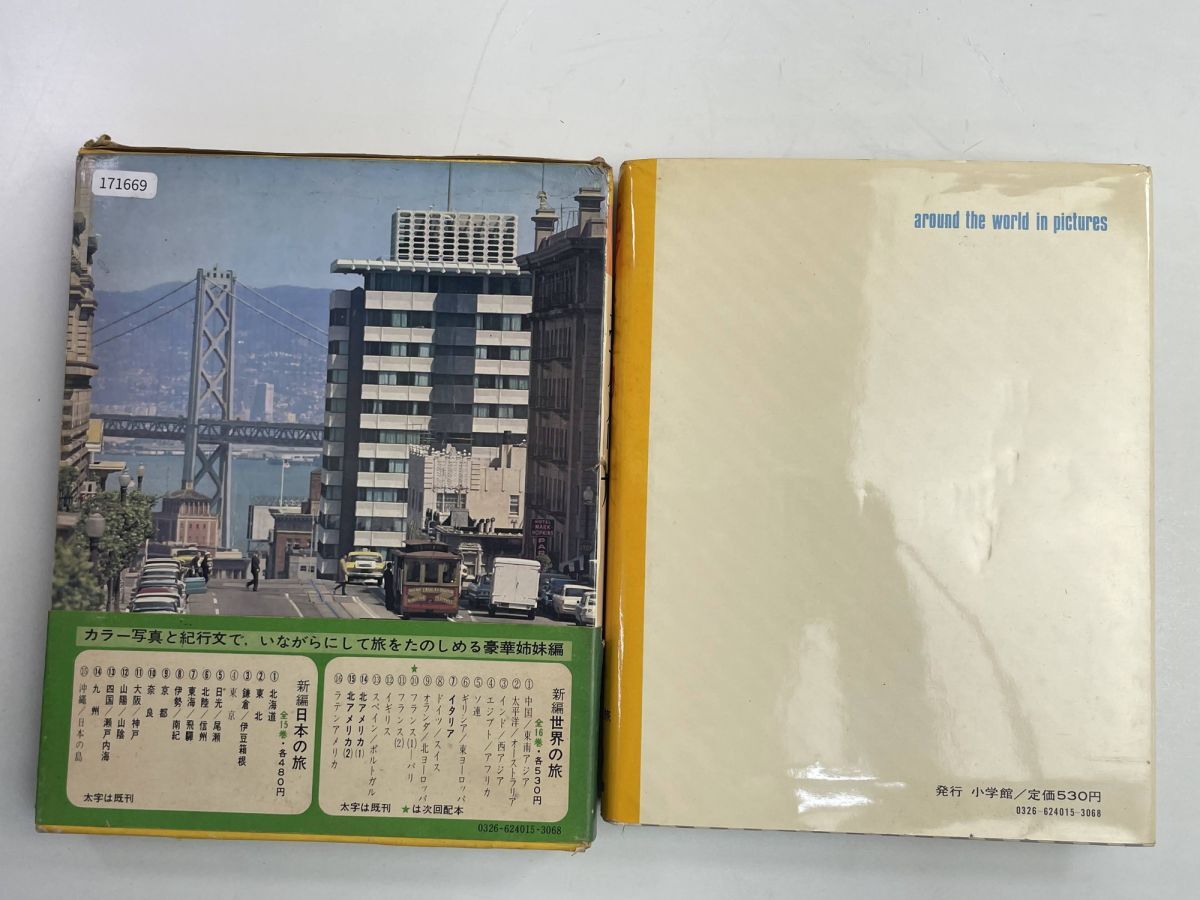 171669
HOTEL
MARK
HOPKINS
カラー写真と紀行文で，いながらにして旅をたのしめる豪華姉妹編
新編世界の旅
全16巻・各530円
①中国／東南アジア
②太平洋／オーストラリア
③インド／西アジア
④エジプト／アフリカ
⑤ソ連
⑥ギリシア／東ヨーロッパ
⑦イタリア
⑧ドイツ／スイス
⑨オランダ／北ヨーロッパ
★
⑩フランス(1)パリ
⑪フランス(2)
⑫イギリス
⑬スペイン／ポルトガル
⑭北アメリカ(1)
⑮北アメリカ(2)
⑯ラテンアメリカ
太字は既刊 ★は次回配本
新編日本の旅
全15巻・各480円
①北海道
②東北
③鎌倉／伊豆箱根
④東京
⑤日光／尾瀬
⑥北陸／信州
⑦東海／飛騨
⑧伊勢／南紀
⑨京都
⑩奈良
⑪大阪／神戸
⑫山陽／山陰
⑬四国／瀬戸内海
⑭九州
⑮沖縄／日本の島
太字は既刊
0326-624015-3068
around the world in pictures
発行 小学館／定価530円
0326-624015-3068